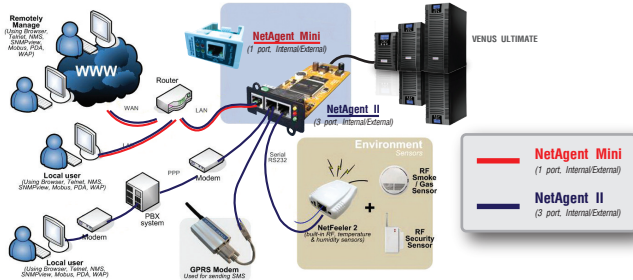 Remotely
Manage
(Using Browser,
Telnet, NMS,
SNMPview,
Mobus, PDA,
WAP)
WWW
WAN
Router
LAN
NetAgent Mini
(1 port, Internal/External)
VENUS ULTIMATE
NetAgent II
(3 port, Internal/External)
Local user
(Using Browser, Telnet, NMS,
SNMPview, Mobus, PDA, WAP)
PPP
Modem
Serial
RS232
PBX
system
Modem
Local user
(Using Browser, Telnet, NMS,
SNMPview, Mobus, PDA, WAP)
GPRS Modem
Used for sending SMS
Environment
Sensors
NetFeeler 2
(built-in RF, temperature
& humidity sensors)
+
RF
Smoke
/ Gas
Sensor
RF
Security
Sensor
NetAgent Mini
(1 port, Internal/External)
NetAgent II
(3 port, Internal/External)